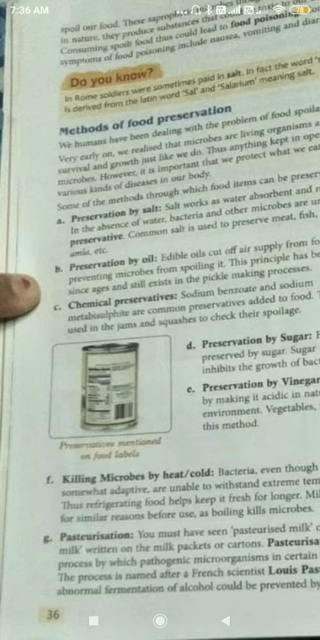 7:36 AM
spoil our food. These saprophy
in nature, they produce substances that could lead to food poisoning
Consuming spoilt food thus could lead to food poisoning
symptoms of food poisoning include nausea, vomiting and diar
Do you know?
In Rome soldiers were sometimes paid in salt. In fact the word 's
is derived from the latin word 'Sal' and 'Salarium' meaning salt.
Methods of food preservation
We humans have been dealing with the problem of food spoila
Very early on, we realised that microbes are living organisms a
survival and growth just like we do. Thus anything kept in ope
microbes. However, it is important that we protect what we eat
various kinds of diseases in our body.
Some of the methods through which food items can be preser
a. Preservation by salt: Salt works as water absorbent and r
In the absence of water, bacteria and other microbes are un
preservative. Common salt is used to preserve meat, fish,
amla, etc.
b. Preservation by oil: Edible oils cut off air supply from fo
preventing microbes from spoiling it. This principle has be
since ages and still exists in the pickle making processes.
c. Chemical preservatives: Sodium benzoate and sodium
metabisulphite are common preservatives added to food.
used in the jams and squashes to check their spoilage.
d. Preservation by Sugar: F
preserved by sugar. Sugar
inhibits the growth of bact
e. Preservation by Vinegar
by making it acidic in nat
environment. Vegetables,
this method.
Preservatives mentioned
on food labels
f. Killing Microbes by heat/cold: Bacteria, even though
somewhat adaptive, are unable to withstand extreme tem
Thus refrigerating food helps keep it fresh for longer. Mil
for similar reasons before use, as boiling kills microbes.
g. Pasteurisation: You must have seen 'pasteurised milk' o
milk' written on the milk packets or cartons. Pasteurisa
process by which pathogenic microorganisms in certain
The process is named after a French scientist Louis Pas
abnormal fermentation of alcohol could be prevented by
36